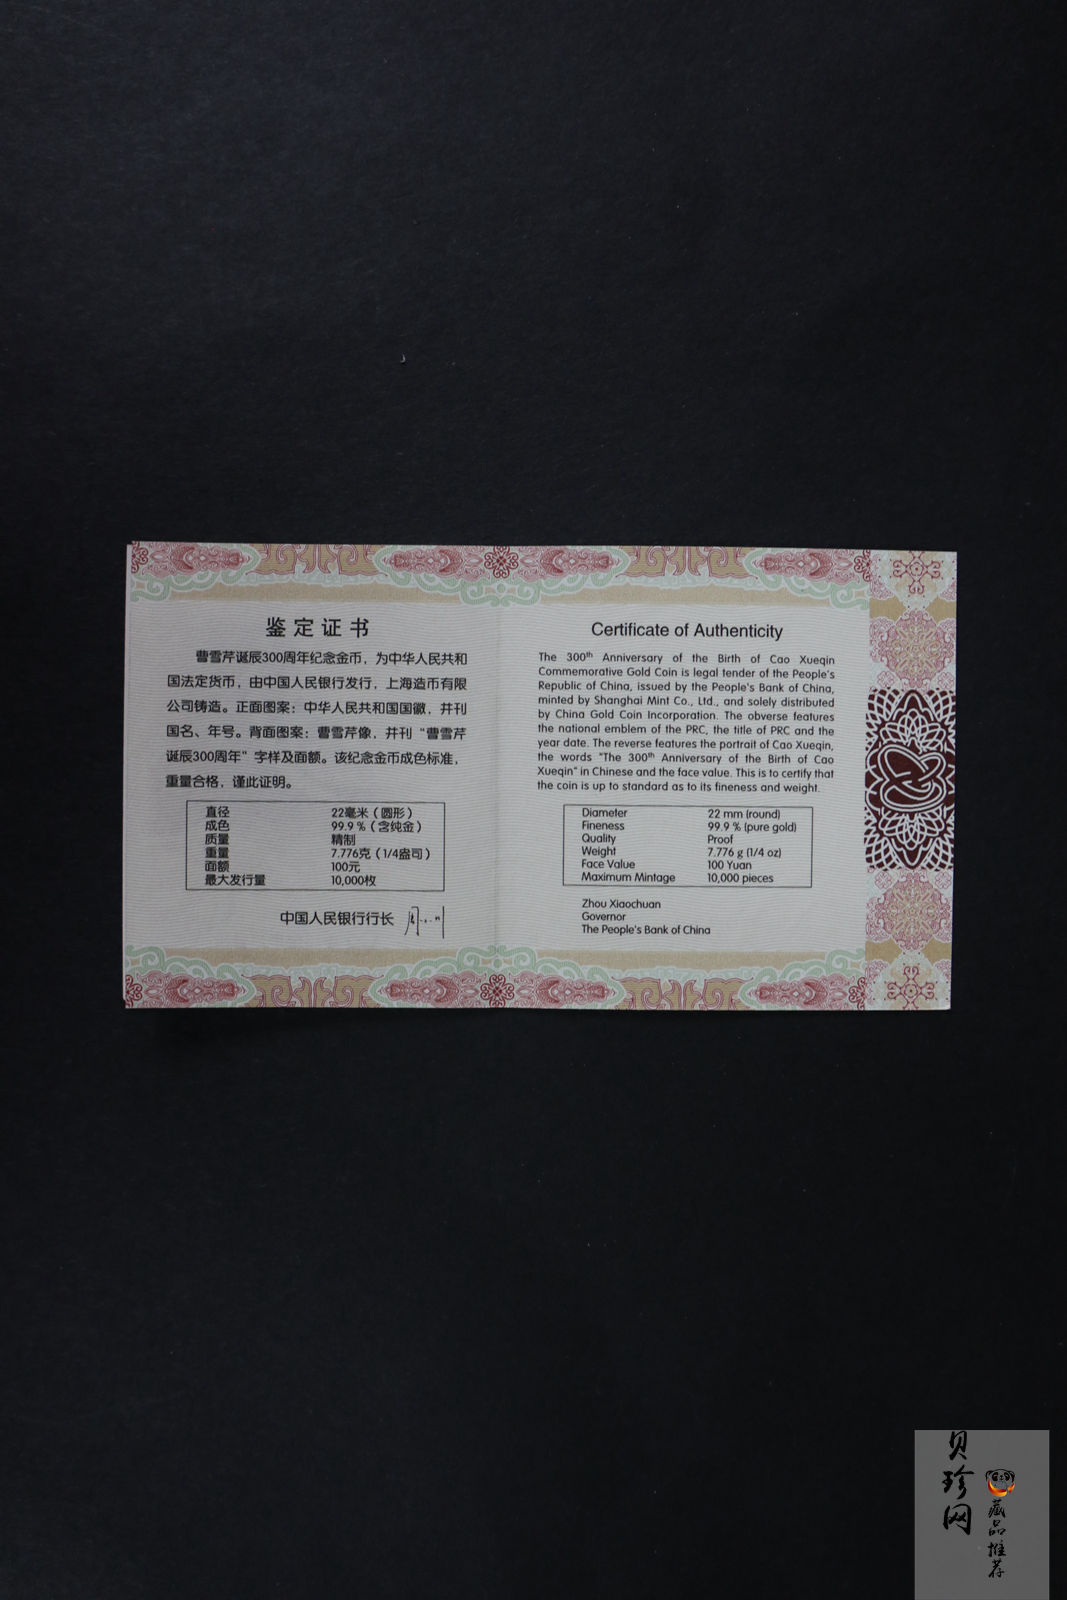 鉴定证书
曹雪芹诞辰300周年纪念金币，为中华人民共和
国法定货币，由中国人民银行发行，上海造币有限
公司铸造。正面图案：中华人民共和国国徽，并刊
国名、年号。背面图案：曹雪芹像，并刊“曹雪芹
诞辰300周年”字样及面额。该纪念金币成色标准，
重量合格，谨此证明。
直径 22毫米（圆形）
成色 99.9 %（含纯金）
质量 精制
重量 7.776克（1/4盎司）
面额 100元
最大发行量 10,000枚
中国人民银行行长
Certificate of Authenticity
The 300th Anniversary of the Birth of Cao Xueqin
Commemorative Gold Coin is legal tender of the People's
Republic of China, issued by the People's Bank of China,
minted by Shanghai Mint Co., Ltd., and solely distributed
by China Gold Coin Incorporation. The obverse features
the national emblem of the PRC, the title of PRC and the
year date. The reverse features the portrait of Cao Xueqin,
the words "The 300th Anniversary of the Birth of Cao
Xueqin" in Chinese and the face value. This is to certify that
the coin is up to standard as to its fineness and weight.
Diameter 22 mm (round)
Fineness 99.9 % (pure gold)
Quality Proof
Weight 7.776 g (1/4 oz)
Face Value 100 Yuan
Maximum Mintage 10,000 pieces
Zhou Xiaochuan
Governor
The People's Bank of China
贝珍网
藏品推荐